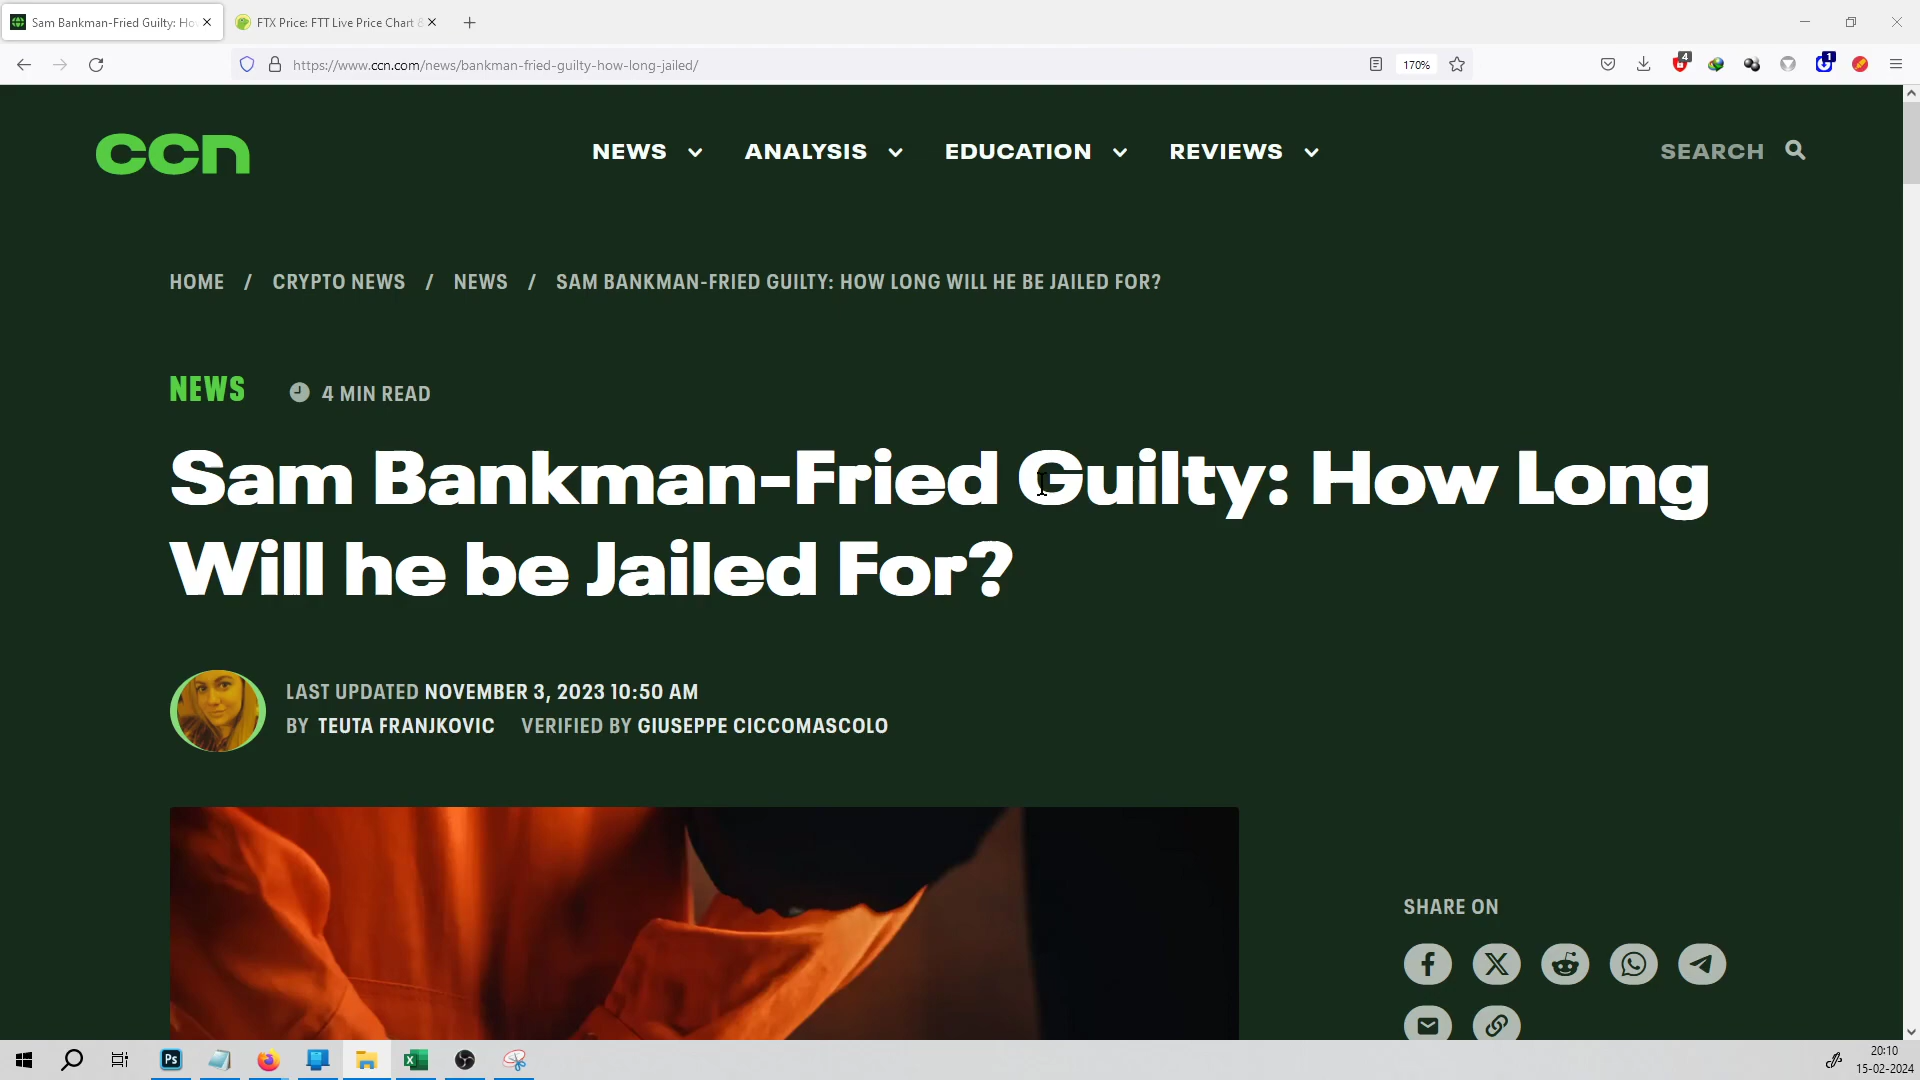 Sam Bankman-Fried Guilty: Ho
FTX Price: FTT Live Price Chart
https://www.ccn.com/news/bankman-fried-guilty-how-long-jailed/
170%
4
1
ccn
NEWS
ANALYSIS
EDUCATION
REVIEWS
SEARCH
HOME / CRYPTO NEWS / NEWS / SAM BANKMAN-FRIED GUILTY: HOW LONG WILL HE BE JAILED FOR?
NEWS
4 MIN READ
Sam Bankman-Fried Guilty: How Long
Will he be Jailed For?
LAST UPDATED NOVEMBER 3, 2023 10:50 AM
BY TEUTA FRANJKOVIC VERIFIED BY GIUSEPPE CICCOMASCOLO
SHARE ON
Ps
20:10
15-02-2024